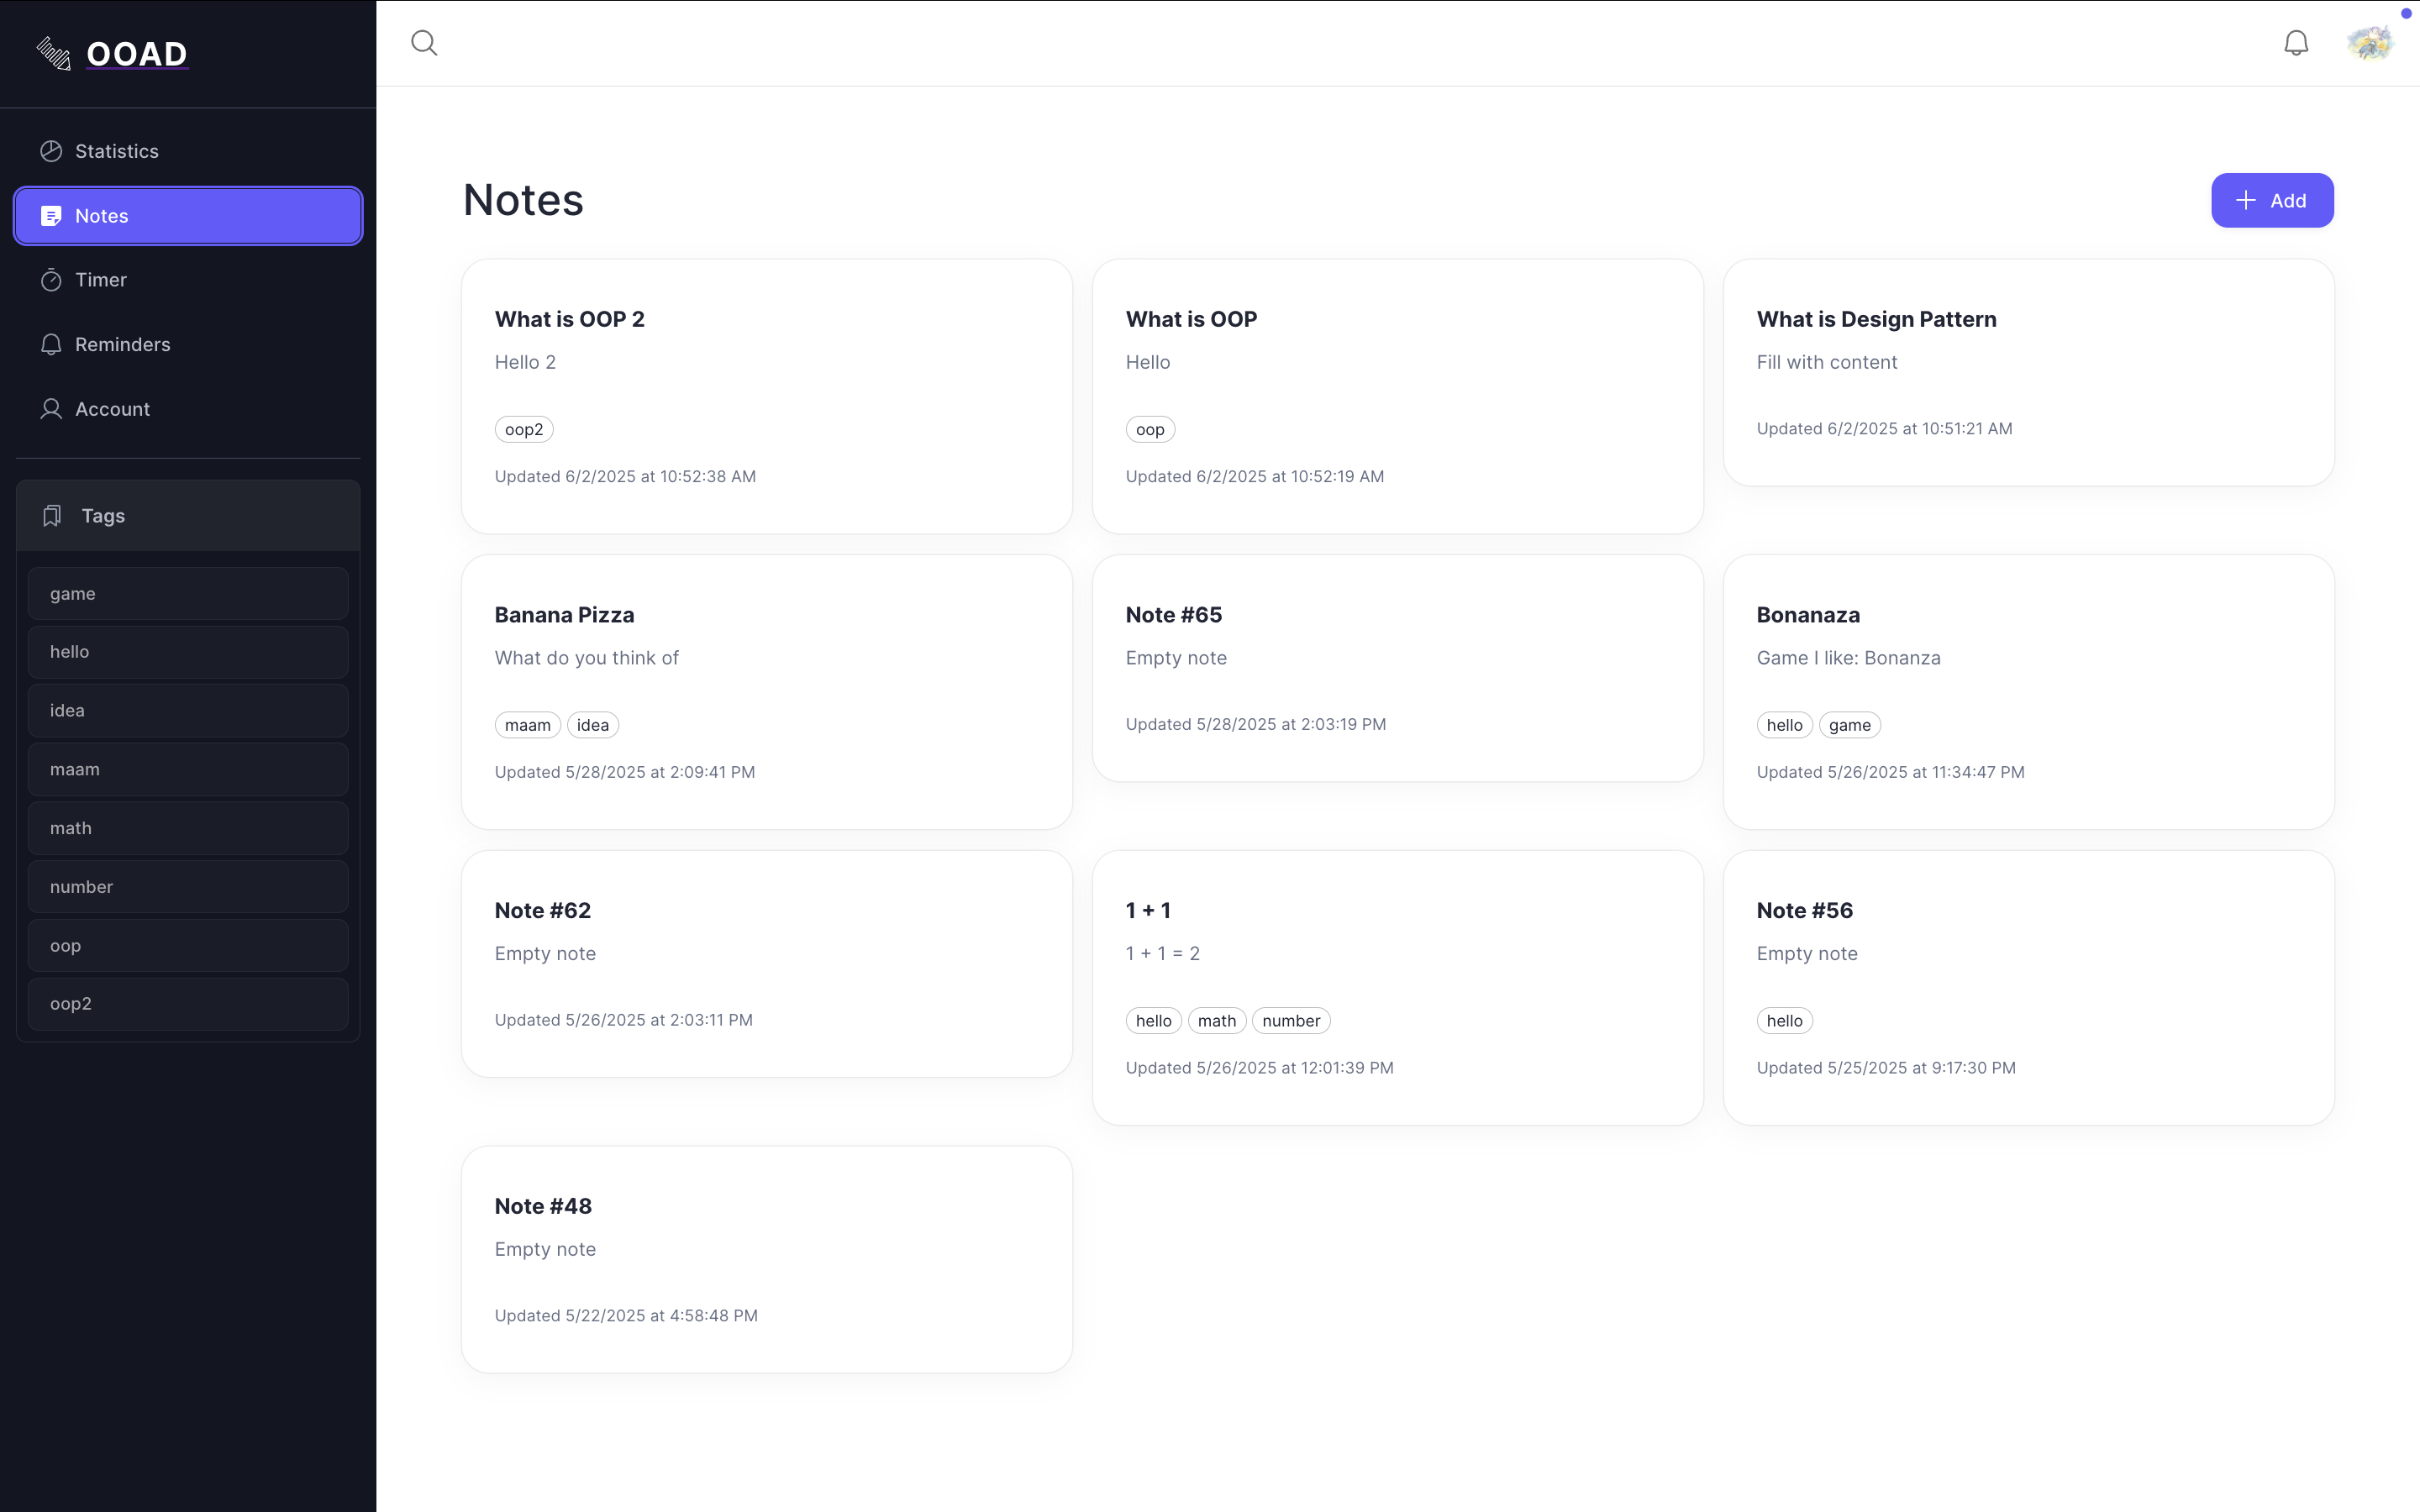 OOAD
Statistics
Notes
Timer
Reminders
Account
Tags
game
hello
idea
maam
math
number
oop
oop2
Notes
Add
What is OOP 2
Hello 2
oop2
Updated 6/2/2025 at 10:52:38 AM
What is OOP
Hello
oop
Updated 6/2/2025 at 10:52:19 AM
What is Design Pattern
Fill with content
Updated 6/2/2025 at 10:51:21 AM
Banana Pizza
What do you think of
maam idea
Updated 5/28/2025 at 2:09:41 PM
Note #65
Empty note
Updated 5/28/2025 at 2:03:19 PM
Bonanaza
Game I like: Bonanza
hello game
Updated 5/26/2025 at 11:34:47 PM
Note #62
Empty note
Updated 5/26/2025 at 2:03:11 PM
1 + 1
1 + 1 = 2
hello math number
Updated 5/26/2025 at 12:01:39 PM
Note #56
Empty note
hello
Updated 5/25/2025 at 9:17:30 PM
Note #48
Empty note
Updated 5/22/2025 at 4:58:48 PM